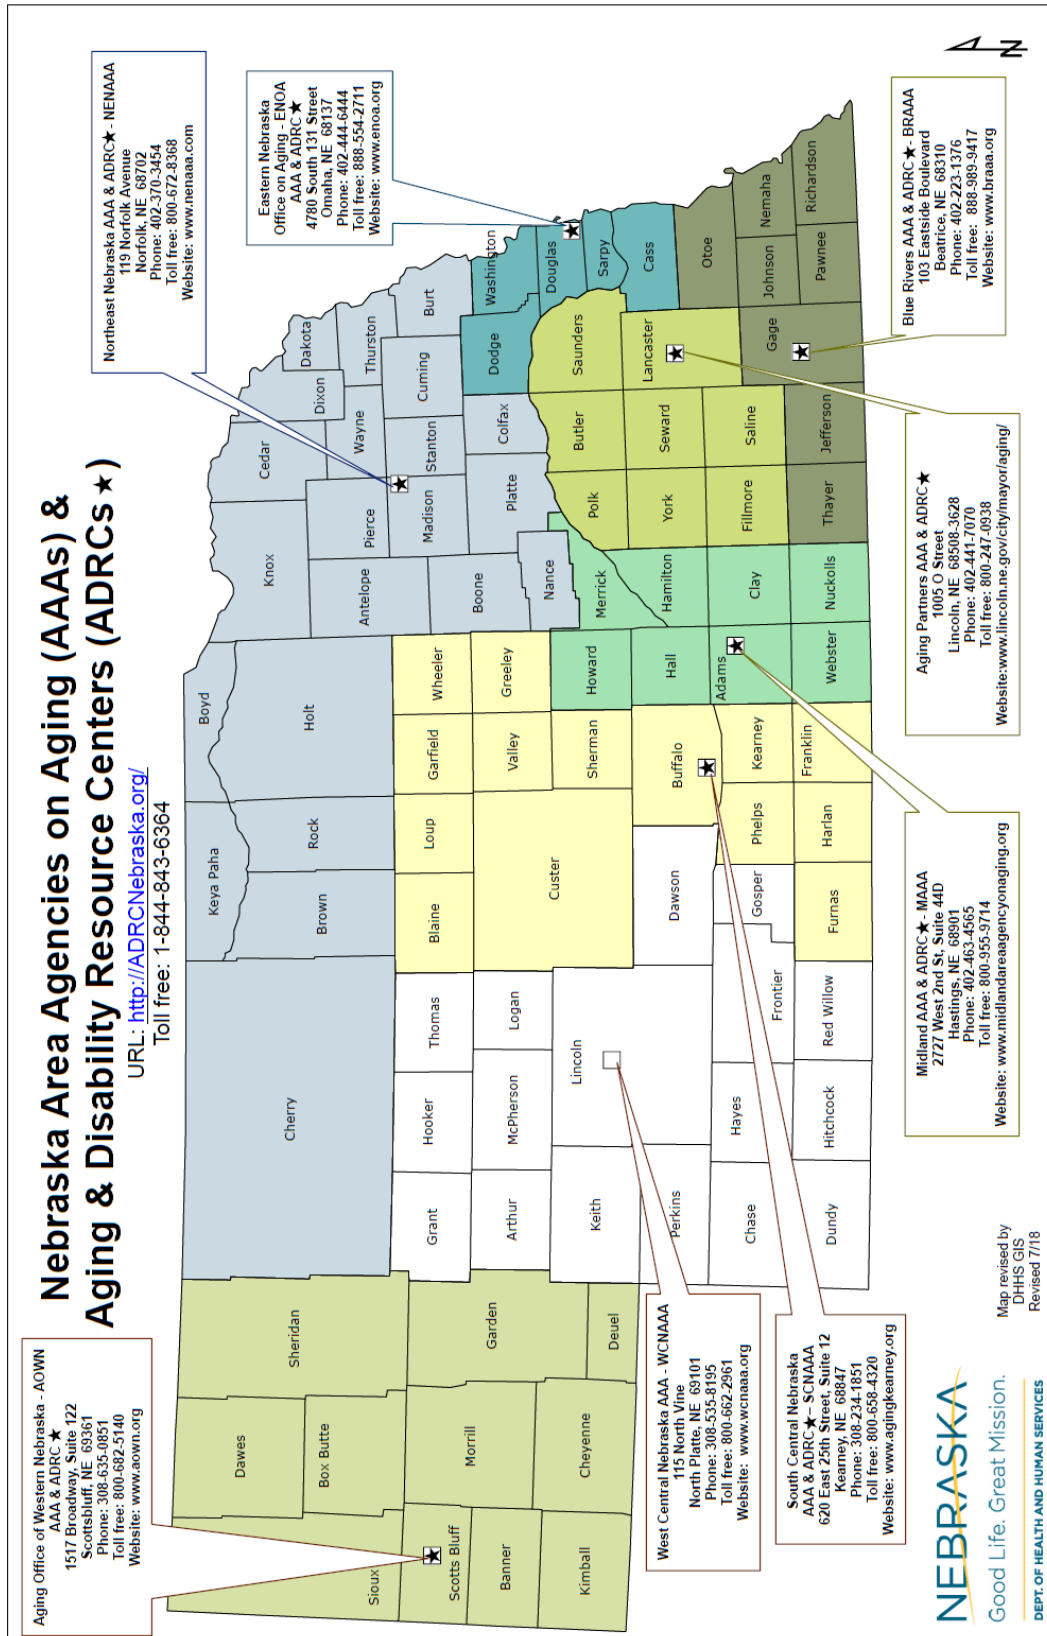 Nebraska Area Agencies on Aging (AAAs) &
Aging & Disability Resource Centers (ADRCs ★)
URL: http://ADRCNebraska.org/
Toll free: 1-844-843-6364
Aging Office of Western Nebraska - AOWN
AAA & ADRC ★
1517 Broadway, Suite 122
Scottsbluff, NE 69361
Phone: 308-635-0851
Toll free: 800-682-5140
Website: www.aown.org
Northeast Nebraska AAA & ADRC★ - NENAAA
119 Norfolk Avenue
Norfolk, NE 68702
Phone: 402-370-3454
Toll free: 800-672-8368
Website: www.nenaaa.com
Eastern Nebraska
Office on Aging - ENOA
AAA & ADRC ★
4780 South 131 Street
Omaha, NE 68137
Phone: 402-444-6444
Toll free: 888-554-2711
Website: www.enoa.org
Sioux
Dawes
Sheridan
Box Butte
Scotts Bluff
Morrill
Garden
Banner
Kimball
Cheyenne
Deuel
Cherry
Keya Paha
Boyd
Brown
Rock
Holt
Knox
Cedar
Dixon
Dakota
Pierce
Wayne
Thurston
Antelope
Madison
Stanton
Cuming
Burt
Boone
Platte
Colfax
Nance
Dodge
Washington
Douglas
Sarpy
Cass
Grant
Hooker
Thomas
Blaine
Loup
Garfield
Wheeler
Arthur
McPherson
Logan
Custer
Valley
Greeley
Keith
Lincoln
Sherman
Howard
Merrick
Polk
Butler
Saunders
Perkins
Dawson
Buffalo
Hall
Hamilton
York
Seward
Lancaster
Otoe
Chase
Hayes
Frontier
Gosper
Phelps
Kearney
Adams
Clay
Fillmore
Saline
Gage
Johnson
Nemaha
Dundy
Hitchcock
Red Willow
Furnas
Harlan
Franklin
Webster
Nuckolls
Thayer
Jefferson
Pawnee
Richardson
West Central Nebraska AAA - WCNAAA
115 North Vine
North Platte, NE 69101
Phone: 308-535-8195
Toll free: 800-662-2961
Website: www.wcnaaa.org
South Central Nebraska
AAA & ADRC★ – SCNAAA
620 East 25th Street, Suite 12
Kearney, NE 68847
Phone: 308-234-1851
Toll free: 800-658-4320
Website: www.agingkearney.org
Midland AAA & ADRC★ - MAAA
2727 West 2nd St, Suite 44D
Hastings, NE 68901
Phone: 402-463-4565
Toll free: 800-955-9714
Website: www.midlandareaagencyonaging.org
Aging Partners AAA & ADRC★
1005 O Street
Lincoln, NE 68508-3628
Phone: 402-441-7070
Toll free: 800-247-0938
Website:www.lincoln.ne.gov/city/mayor/aging/
Blue Rivers AAA & ADRC★ - BRAAA
103 Eastside Boulevard
Beatrice, NE 68310
Phone: 402-223-1376
Toll free: 888-989-9417
Website: www.braaa.org
N
NEBRASKA
Good Life. Great Mission.
DEPT. OF HEALTH AND HUMAN SERVICES
Map revised by
DHHS GIS
Revised 7/18